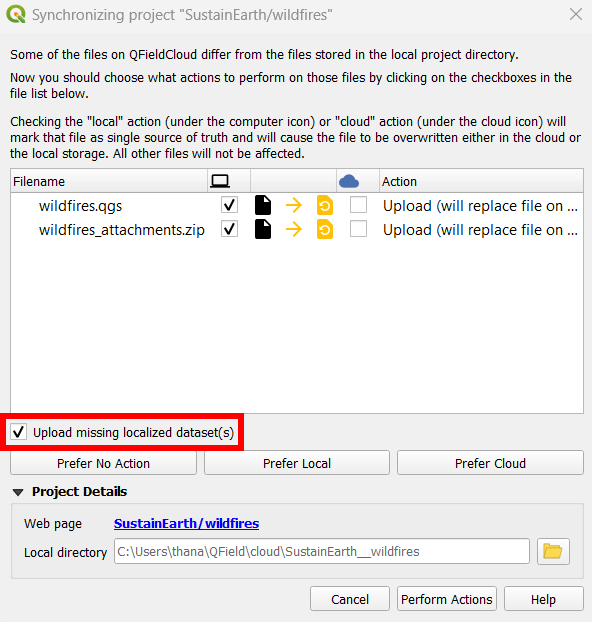 Synchronizing project "SustainEarth/wildfires"
Some of the files on QFieldCloud differ from the files stored in the local project directory.
Now you should choose what actions to perform on those files by clicking on the checkboxes in the
file list below.
Checking the "local" action (under the computer icon) or "cloud" action (under the cloud icon) will
mark that file as single source of truth and will cause the file to be overwritten either in the cloud or
the local storage. All other files will not be affected.
Filename Action
wildfires.qgs Upload (will replace file on ...
wildfires_attachments.zip Upload (will replace file on ...
Upload missing localized dataset(s)
Prefer No Action Prefer Local Prefer Cloud
Project Details
Web page SustainEarth/wildfires
Local directory C:\Users\thana\QField\cloud\SustainEarth__wildfires
Cancel Perform Actions Help